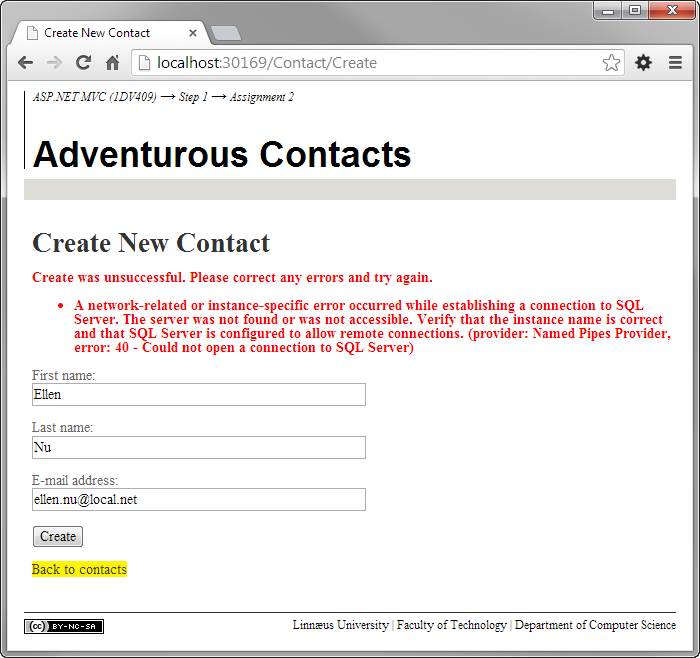 Create New Contact
localhost:30169/Contact/Create
ASP.NET MVC (1DV409) → Step 1 → Assignment 2
Adventurous Contacts
Create New Contact
Create was unsuccessful. Please correct any errors and try again.
• A network-related or instance-specific error occurred while establishing a connection to SQL
Server. The server was not found or was not accessible. Verify that the instance name is correct
and that SQL Server is configured to allow remote connections. (provider: Named Pipes Provider,
error: 40 - Could not open a connection to SQL Server)
First name:
Ellen
Last name:
Nu
E-mail address:
ellen.nu@local.net
Create
Back to contacts
(cc) BY-NC-SA
Linnæus University | Faculty of Technology | Department of Computer Science